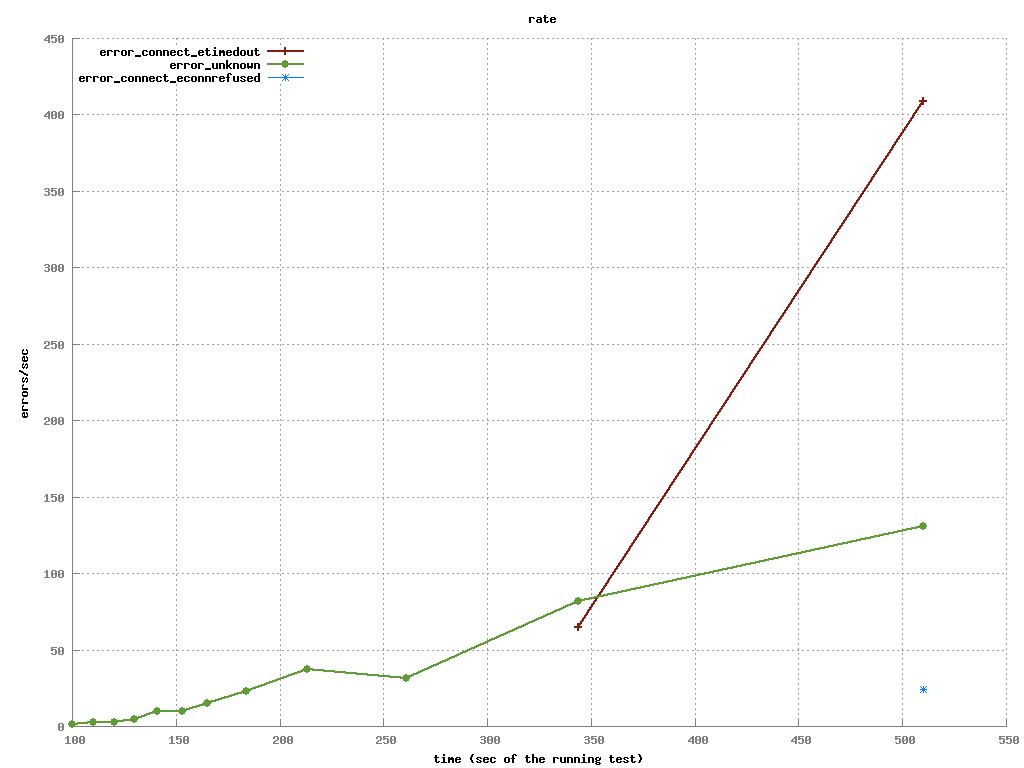 rate
450
400
350
300
250
200
150
100
50
0
error_connect_etimedout
error_unknown
error_connect_econnrefused
errors/sec
100 150 200 250 300 350 400 450 500 550
time (sec of the running test)